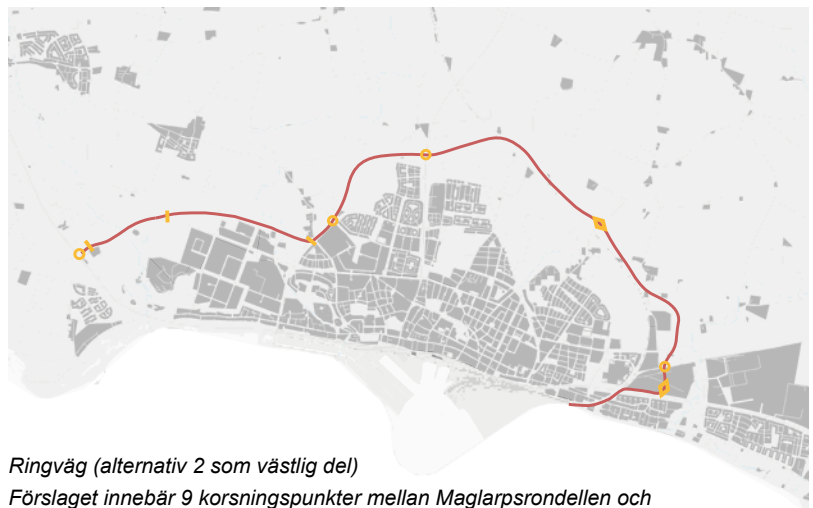 Ringväg (alternativ 2 som västlig del)
Förslaget innebär 9 korsningspunkter mellan Maglarpsrondellen och